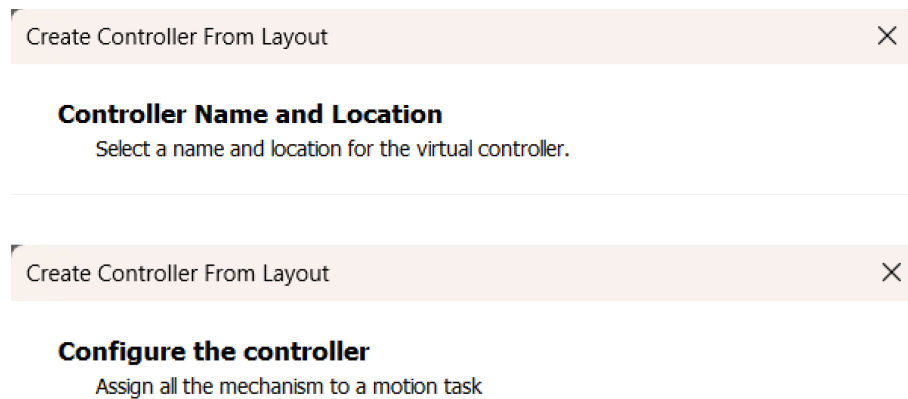 Create Controller From Layout
Controller Name and Location
Select a name and location for the virtual controller.
Create Controller From Layout
Configure the controller
Assign all the mechanism to a motion task